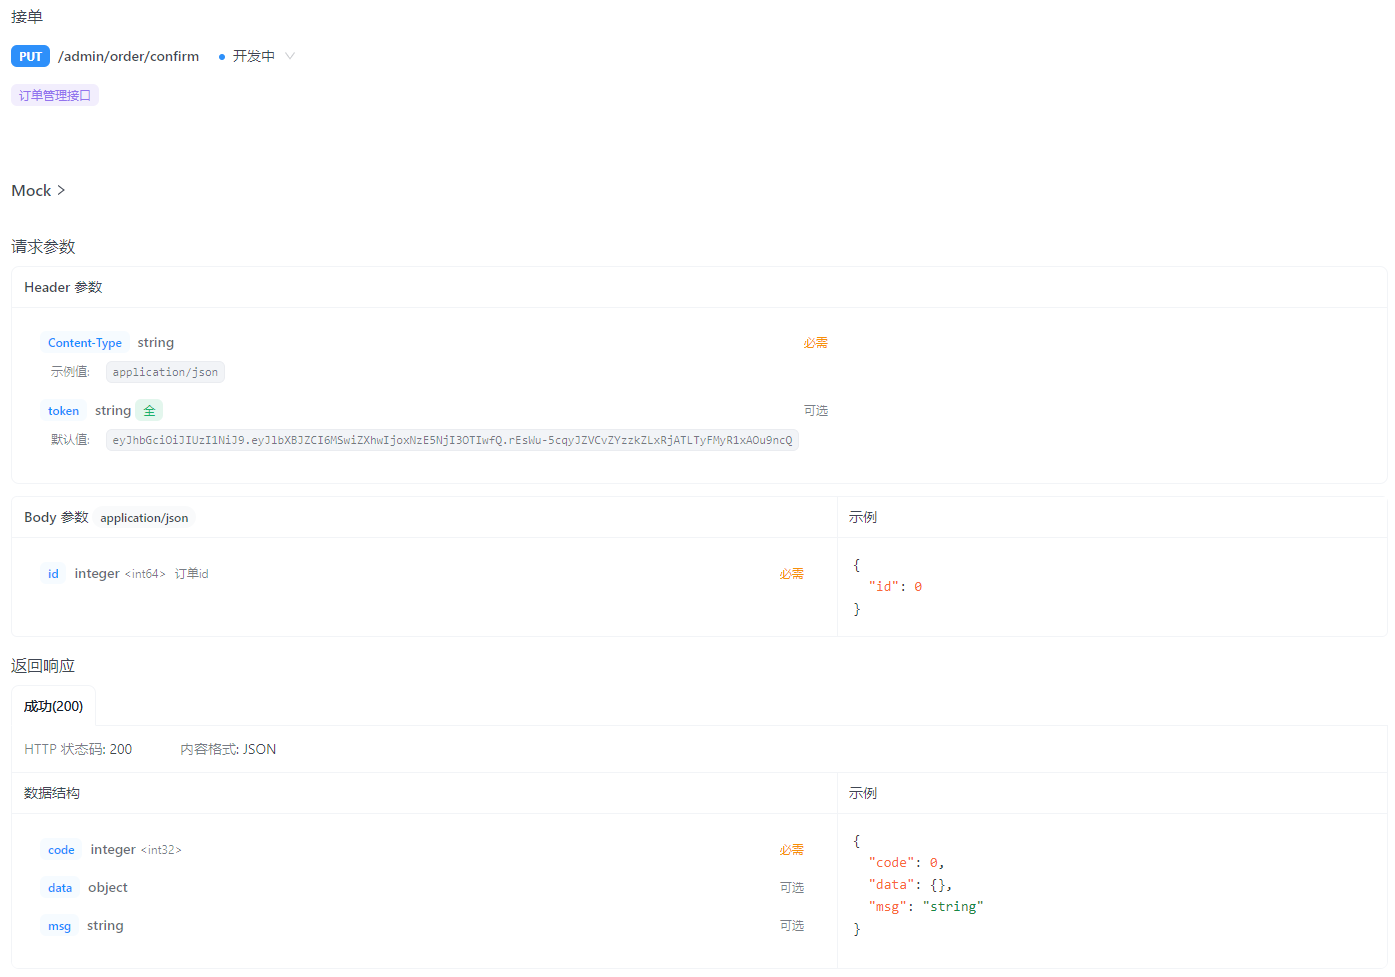 接单
PUT /admin/order/confirm 开发中
订单管理接口
Mock >
请求参数
Header 参数
Content-Type string 必需
示例值: application/json
token string 全 可选
默认值: eyJhbGciOiJIUzI1NiJ9.eyJlbXBJZCI6MSwiZXhwIjoxNzE5NjI3OTIwfQ.rEsWu-5cqyJZVCvZYzzkZLxRjATLTyFMyR1xAOu9ncQ
Body 参数 application/json 示例
id integer <int64> 订单id 必需
{
"id": 0
}
返回响应
成功(200)
HTTP 状态码: 200 内容格式: JSON
数据结构 示例
code integer <int32> 必需
data object 可选
msg string 可选
{
"code": 0,
"data": {},
"msg": "string"
}